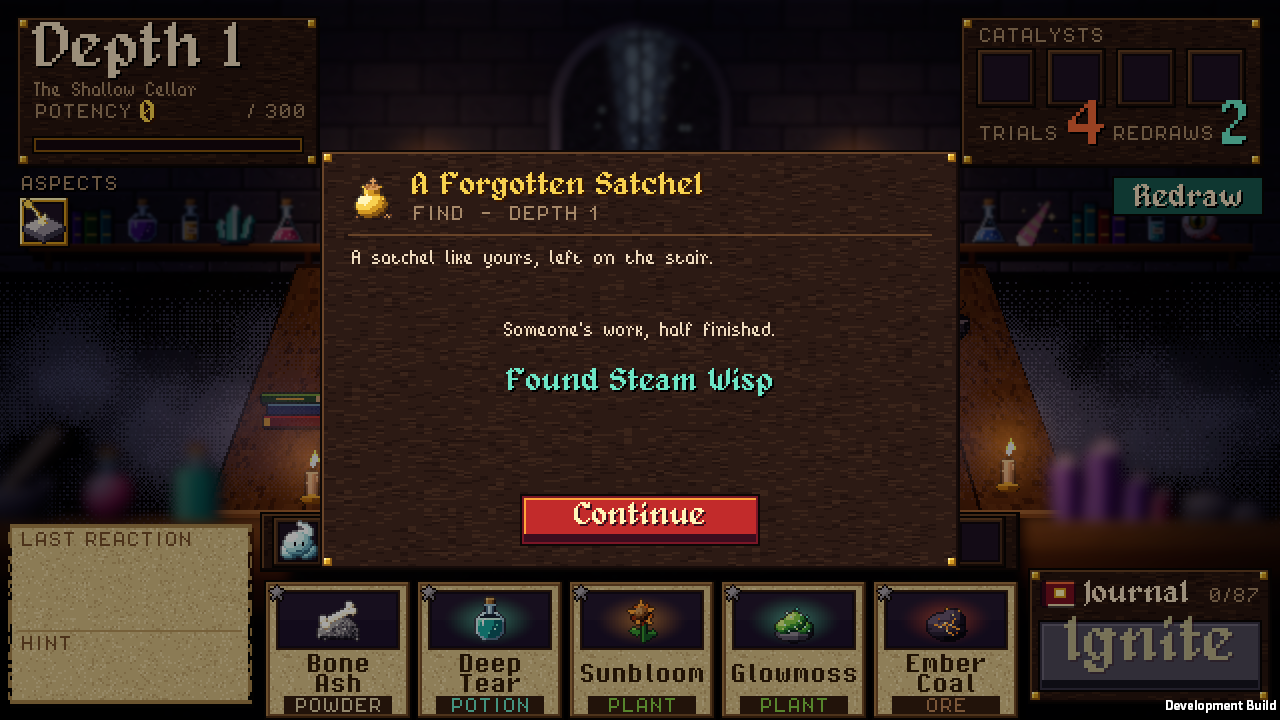 Depth 1
The Shallow Cellar
POTENCY 0 / 300
ASPECTS
CATALYSTS
TRIALS 4 REDRAWS 2
Redraw
A Forgotten Satchel
FIND - DEPTH 1
A satchel like yours, left on the stair.
Someone's work, half finished.
Found Steam Wisp
Continue
LAST REACTION
HINT
Bone
Ash
POWDER
Deep
Tear
POTION
Sunbloom
PLANT
Glowmoss
PLANT
Ember
Coal
ORE
Journal 0/87
Ignite
Development Build